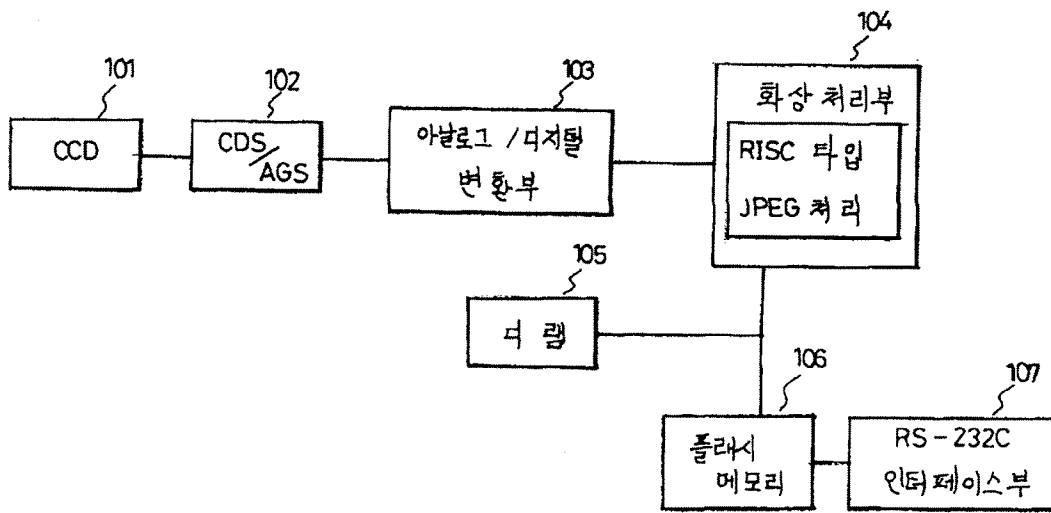 101
CCD
102
CDS/AGS
103
아날로그 /디지털
변환부
104
화상 처리부
RISC 타입
JPEG 처리
105
디 램
106
플래시
메모리
107
RS-232C
인터페이스부